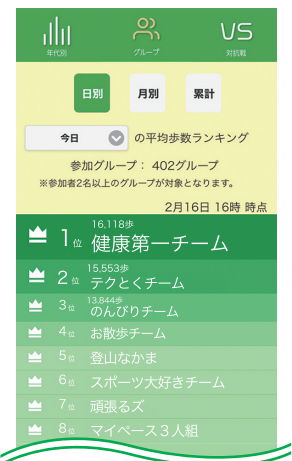 年代別
グループ
VS
対抗戦
日別
月別
累計
今日 の平均歩数ランキング
参加グループ： 402グループ
※参加者2名以上のグループが対象となります。
2月16日 16時 時点
16,118歩
1位 健康第一チーム
15,553歩
2位 テクとくチーム
13,844歩
3位 のんびりチーム
4位 お散歩チーム
5位 登山なかま
6位 スポーツ大好きチーム
7位 頑張るズ
8位 マイペース３人組